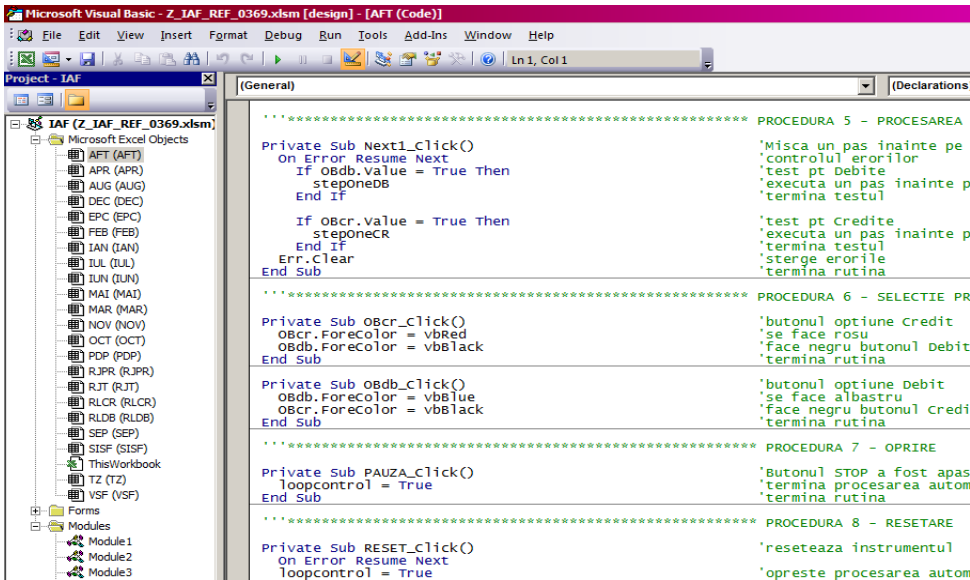 Microsoft Visual Basic - Z_IAF_REF_0369.xlsm [design] - [AFT (Code)]
File Edit View Insert Format Debug Run Tools Add-Ins Window Help
Ln 1, Col 1
Project - IAF
IAF (Z_IAF_REF_0369.xlsm)
Microsoft Excel Objects
AFT (AFT)
APR (APR)
AUG (AUG)
DEC (DEC)
EPC (EPC)
FEB (FEB)
IAN (IAN)
IUL (IUL)
IUN (IUN)
MAI (MAI)
MAR (MAR)
NOV (NOV)
OCT (OCT)
PDP (PDP)
RJPR (RJPR)
RJT (RJT)
RLCR (RLCR)
RLDB (RLDB)
SEP (SEP)
SISF (SISF)
ThisWorkbook
TZ (TZ)
VSF (VSF)
Forms
Modules
Module1
Module2
Module3
(General) (Declarations
'''****************************************************** PROCEDURA 5 - PROCESAREA
Private Sub Next1_Click() 'Misca un pas inainte pe
On Error Resume Next 'controlul erorilor
If OBdb.Value = True Then 'test pt Debite
stepOneDB 'executa un pas inainte p
End If 'termina testul
If OBcr.Value = True Then 'test pt Credite
stepOneCR 'executa un pas inainte p
End If 'termina testul
Err.Clear 'sterge erorile
End Sub 'termina rutina
'''****************************************************** PROCEDURA 6 - SELECTIE PR
Private Sub OBcr_Click() 'butonul optiune Credit
OBcr.ForeColor = vbRed 'se face rosu
OBdb.ForeColor = vbBlack 'face negru butonul Debit
End Sub 'termina rutina
Private Sub OBdb_Click() 'butonul optiune Debit
OBdb.ForeColor = vbBlue 'se face albastru
OBcr.ForeColor = vbBlack 'face negru butonul Credi
End Sub 'termina rutina
'''******************************************************* PROCEDURA 7 - OPRIRE
Private Sub PAUZA_Click() 'Butonul STOP a fost apas
loopcontrol = True 'termina procesarea autom
End Sub 'termina rutina
'''******************************************************* PROCEDURA 8 - RESETARE
Private Sub RESET_Click() 'reseteaza instrumentul
On Error Resume Next
loopcontrol = True 'opreste procesarea autom